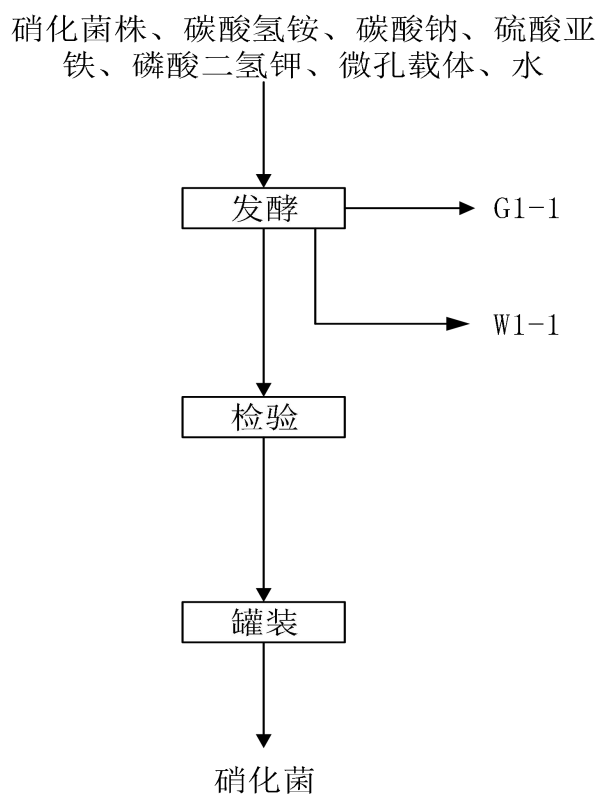 硝化菌株、碳酸氢铵、碳酸钠、硫酸亚
铁、磷酸二氢钾、微孔载体、水
发酵
G1-1
W1-1
检验
罐装
硝化菌